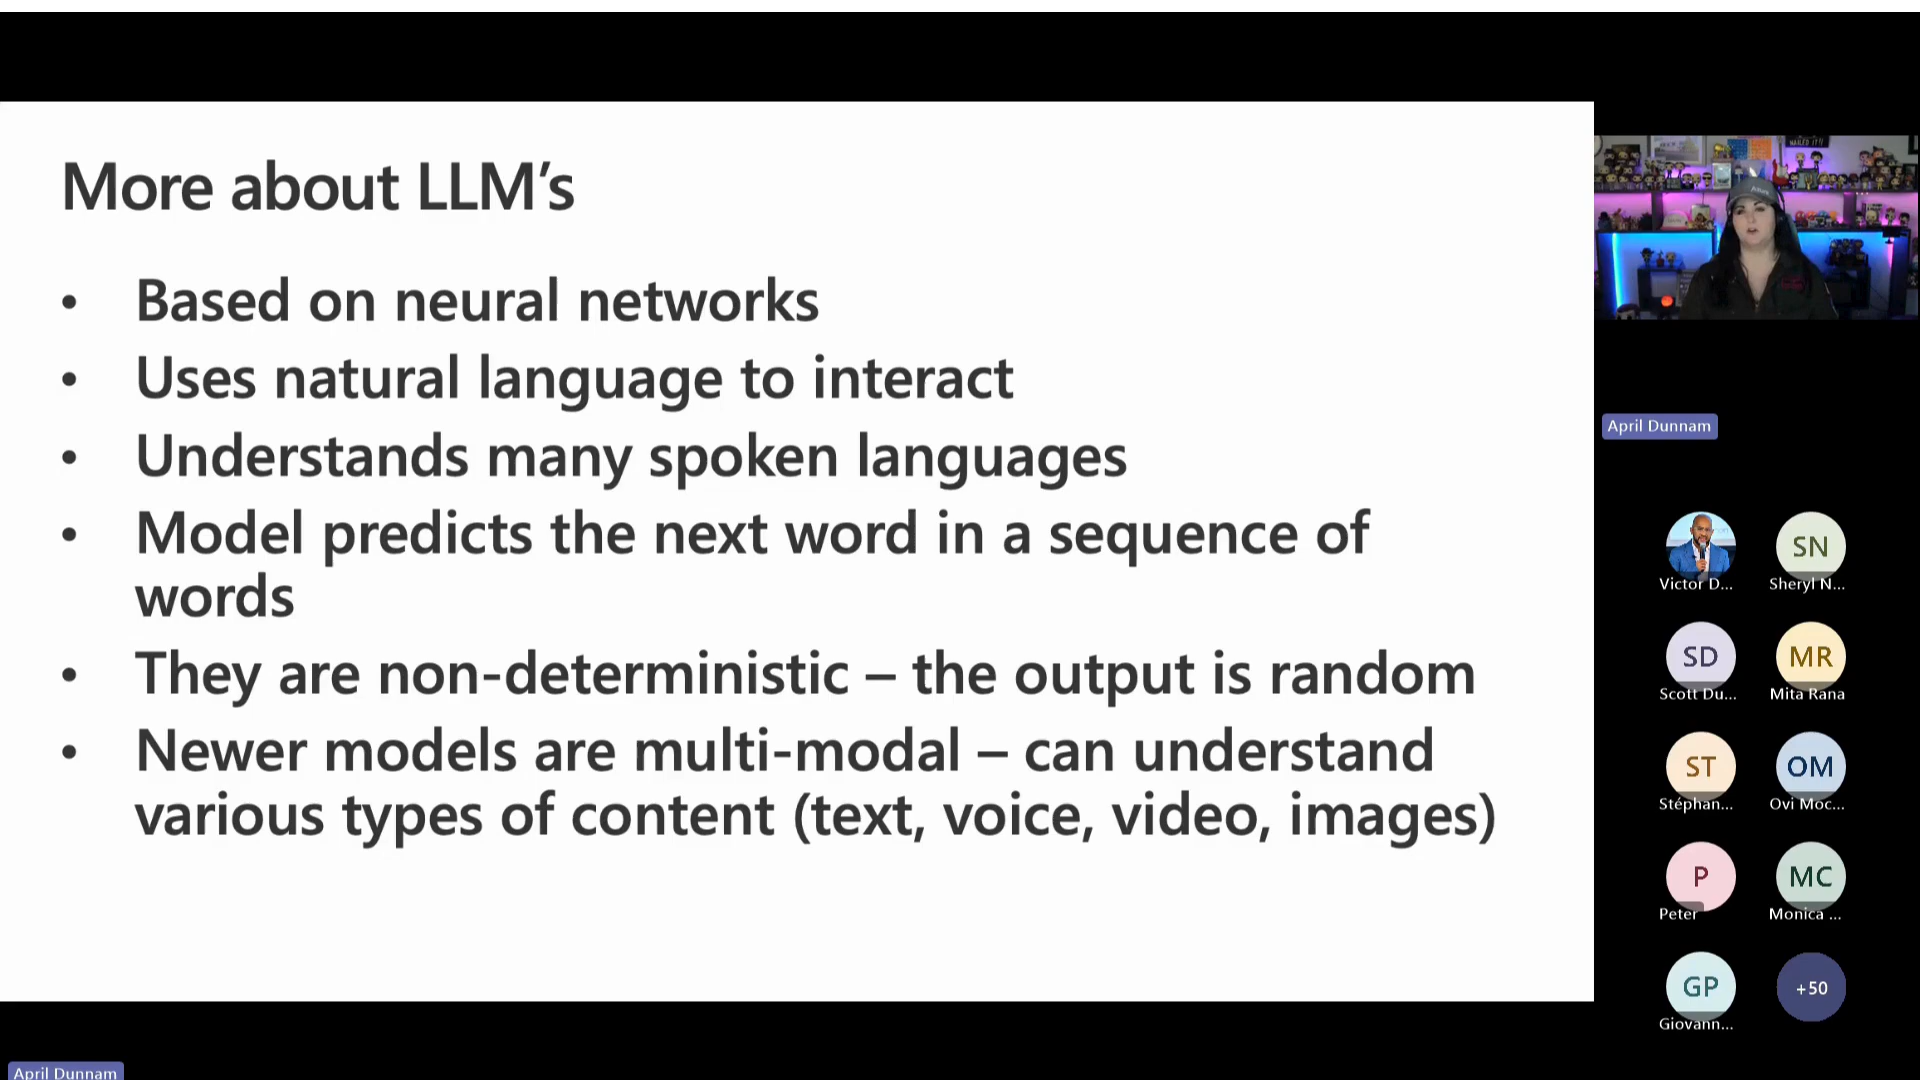 More about LLM's
• Based on neural networks
• Uses natural language to interact
• Understands many spoken languages
• Model predicts the next word in a sequence of
words
• They are non-deterministic – the output is random
• Newer models are multi-modal – can understand
various types of content (text, voice, video, images)
NAILED IT!
Azure
April Dunnam
Victor D...
SN
Sheryl N...
SD
Scott Du...
MR
Mita Rana
ST
Stéphan...
OM
Ovi Moc...
P
Peter
MC
Monica ...
GP
Giovann...
+50
April Dunnam